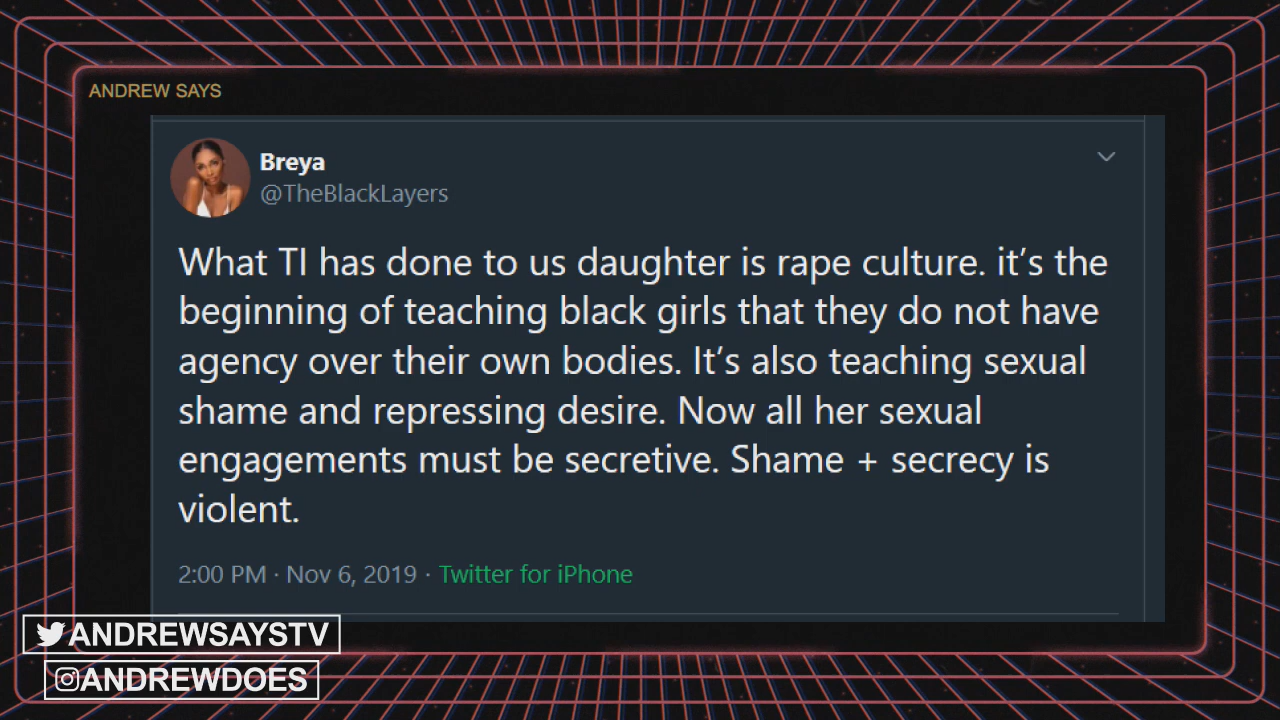 ANDREW SAYS
Breya
@TheBlackLayers
What TI has done to us daughter is rape culture. it’s the
beginning of teaching black girls that they do not have
agency over their own bodies. It’s also teaching sexual
shame and repressing desire. Now all her sexual
engagements must be secretive. Shame + secrecy is
violent.
2:00 PM · Nov 6, 2019 · Twitter for iPhone
ANDREWSAYSTV
ANDREWDOES